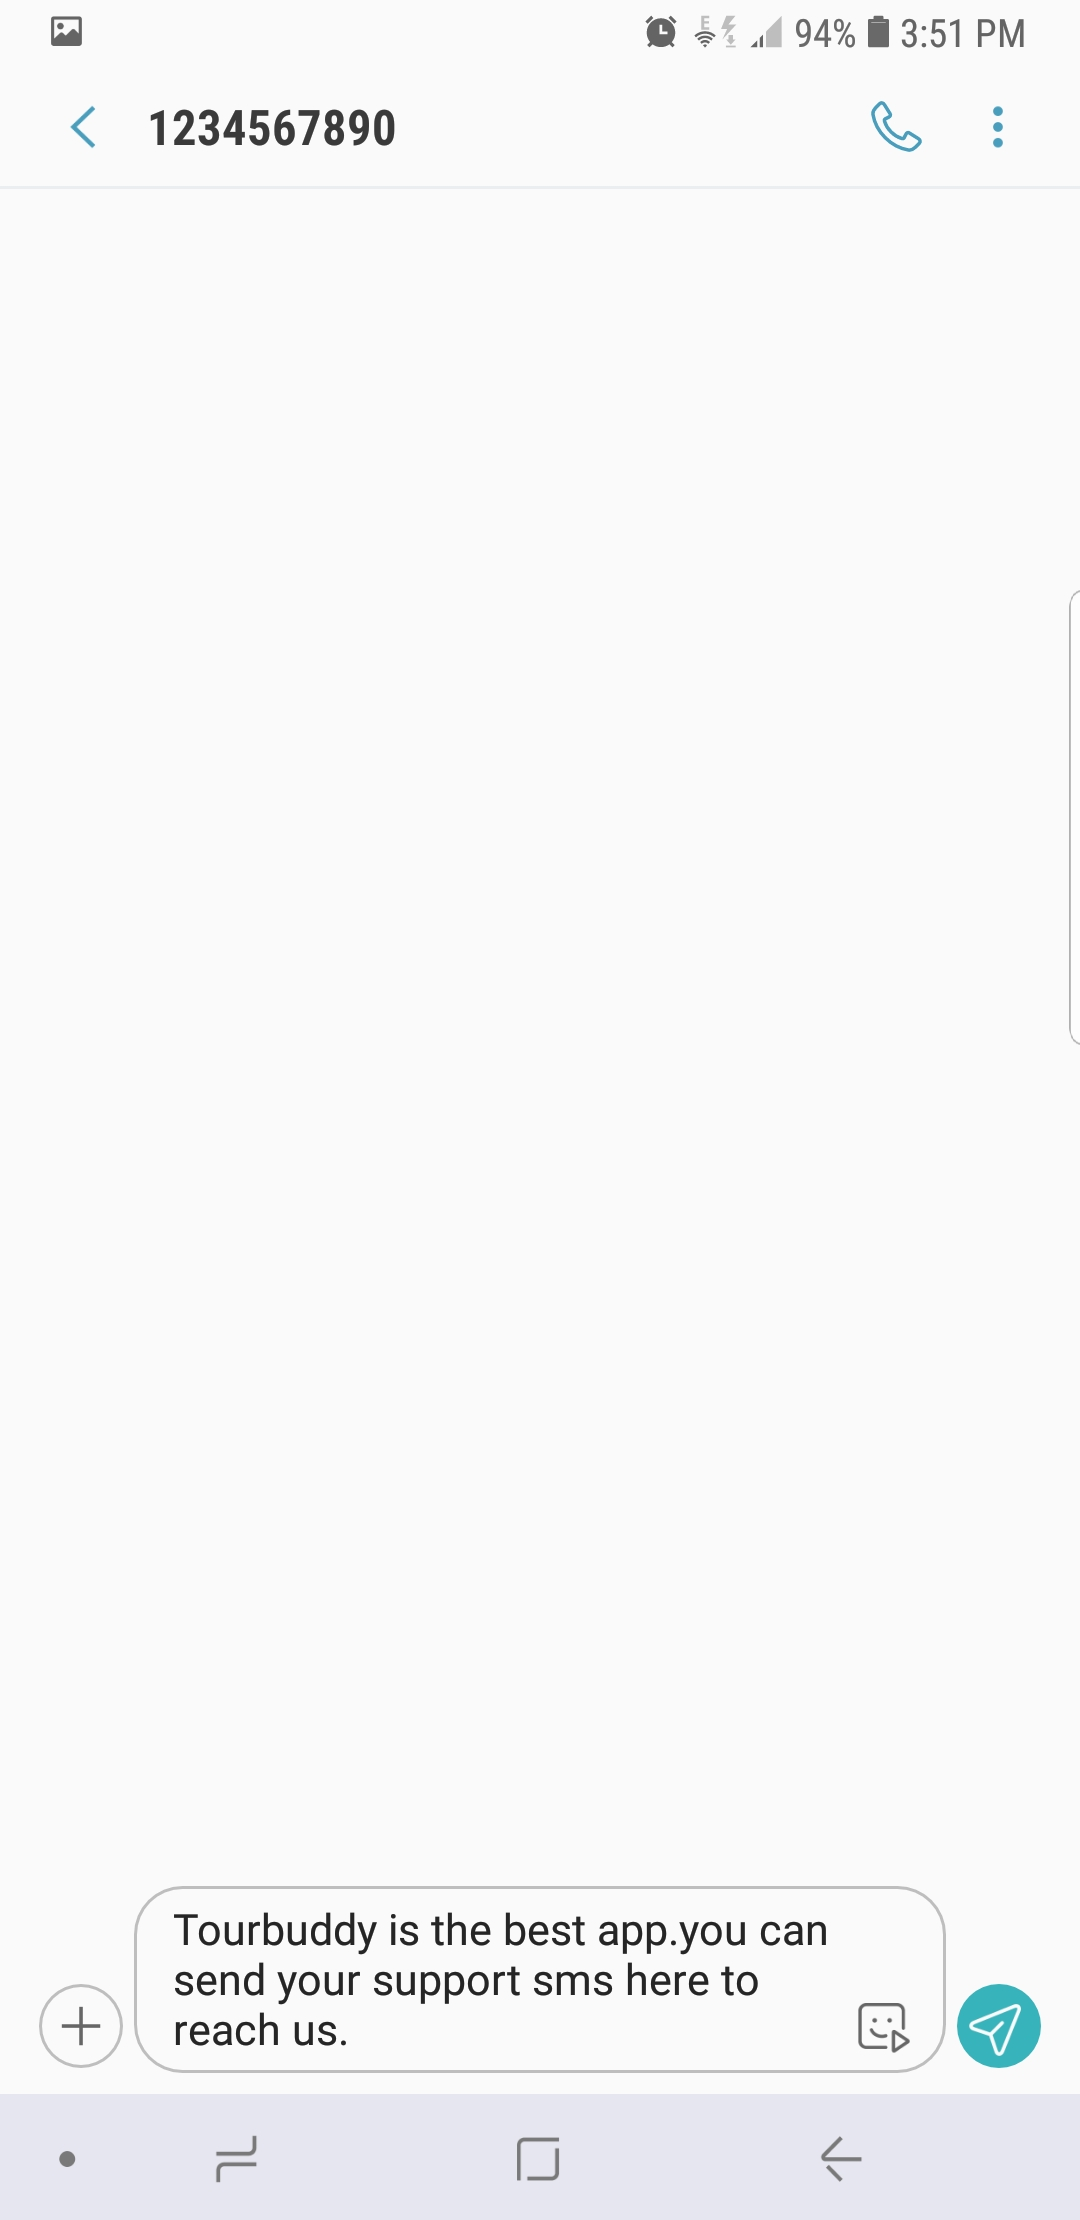 E 94% 3:51 PM
1234567890
Tourbuddy is the best app.you can
send your support sms here to
reach us.